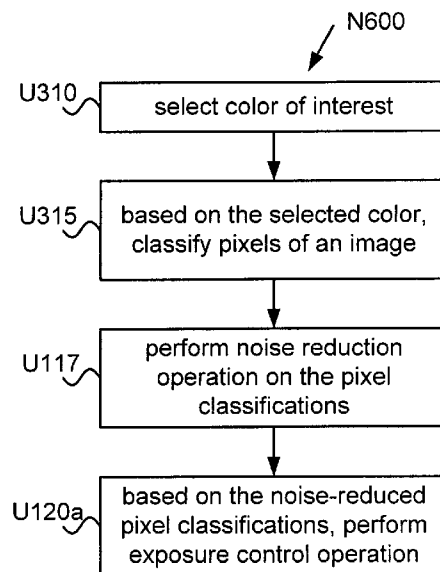 N600
U310
select color of interest
U315
based on the selected color,
classify pixels of an image
U117
perform noise reduction
operation on the pixel
classifications
U120a
based on the noise-reduced
pixel classifications, perform
exposure control operation